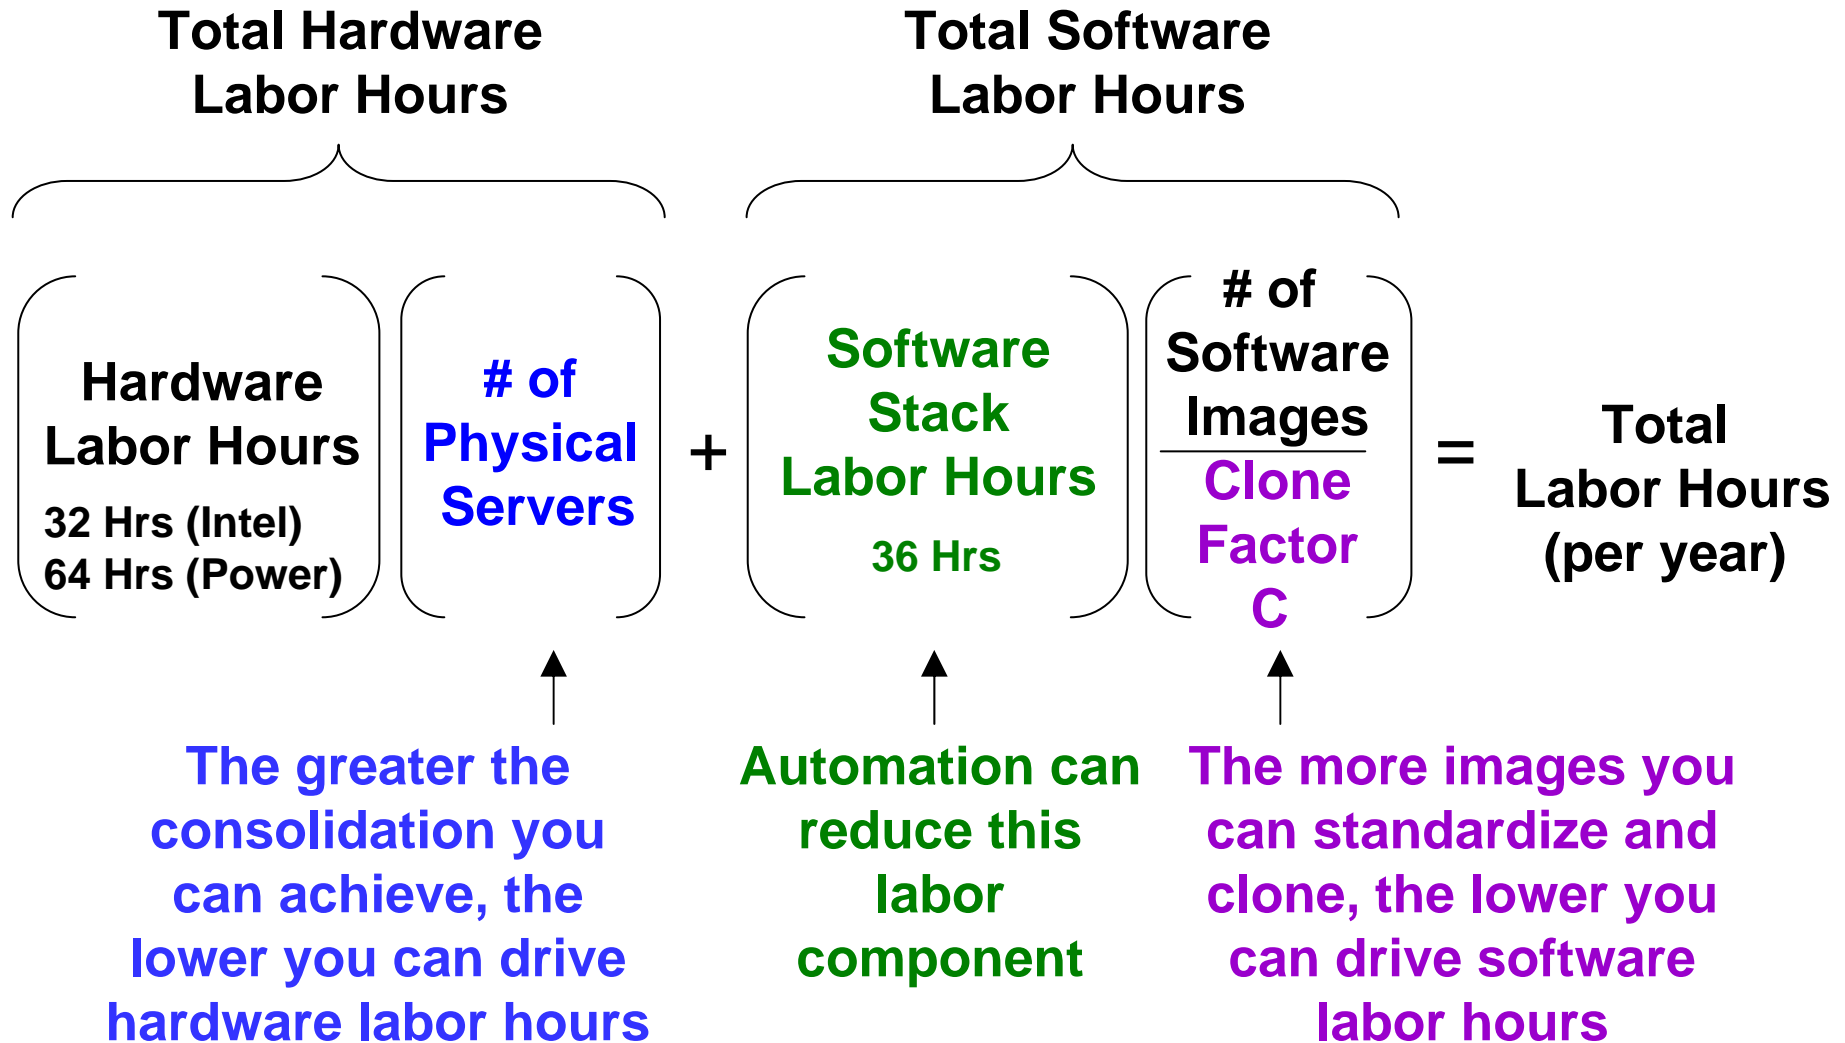 Total Hardware
Labor Hours
Total Software
Labor Hours
Hardware
Labor Hours
32 Hrs (Intel)
64 Hrs (Power)
# of
Physical
Servers
+
Software
Stack
Labor Hours
36 Hrs
# of
Software
Images
Clone
Factor
C
=
Total
Labor Hours
(per year)
The greater the
consolidation you
can achieve, the
lower you can drive
hardware labor hours
Automation can
reduce this
labor
component
The more images you
can standardize and
clone, the lower you
can drive software
labor hours